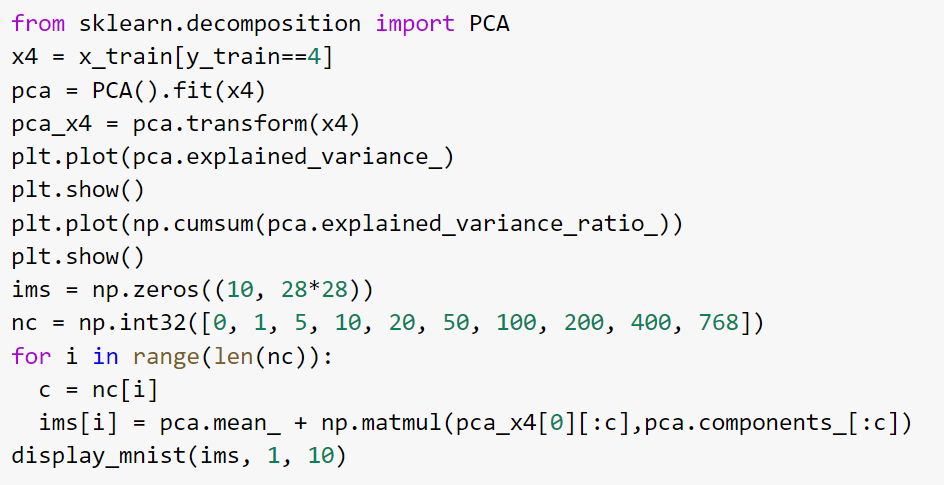 from sklearn.decomposition import PCA
x4 = x_train[y_train==4]
pca = PCA().fit(x4)
pca_x4 = pca.transform(x4)
plt.plot(pca.explained_variance_)
plt.show()
plt.plot(np.cumsum(pca.explained_variance_ratio_))
plt.show()
ims = np.zeros((10, 28*28))
nc = np.int32([0, 1, 5, 10, 20, 50, 100, 200, 400, 768])
for i in range(len(nc)):
  c = nc[i]
  ims[i] = pca.mean_ + np.matmul(pca_x4[0][:c],pca.components_[:c])
display_mnist(ims, 1, 10)